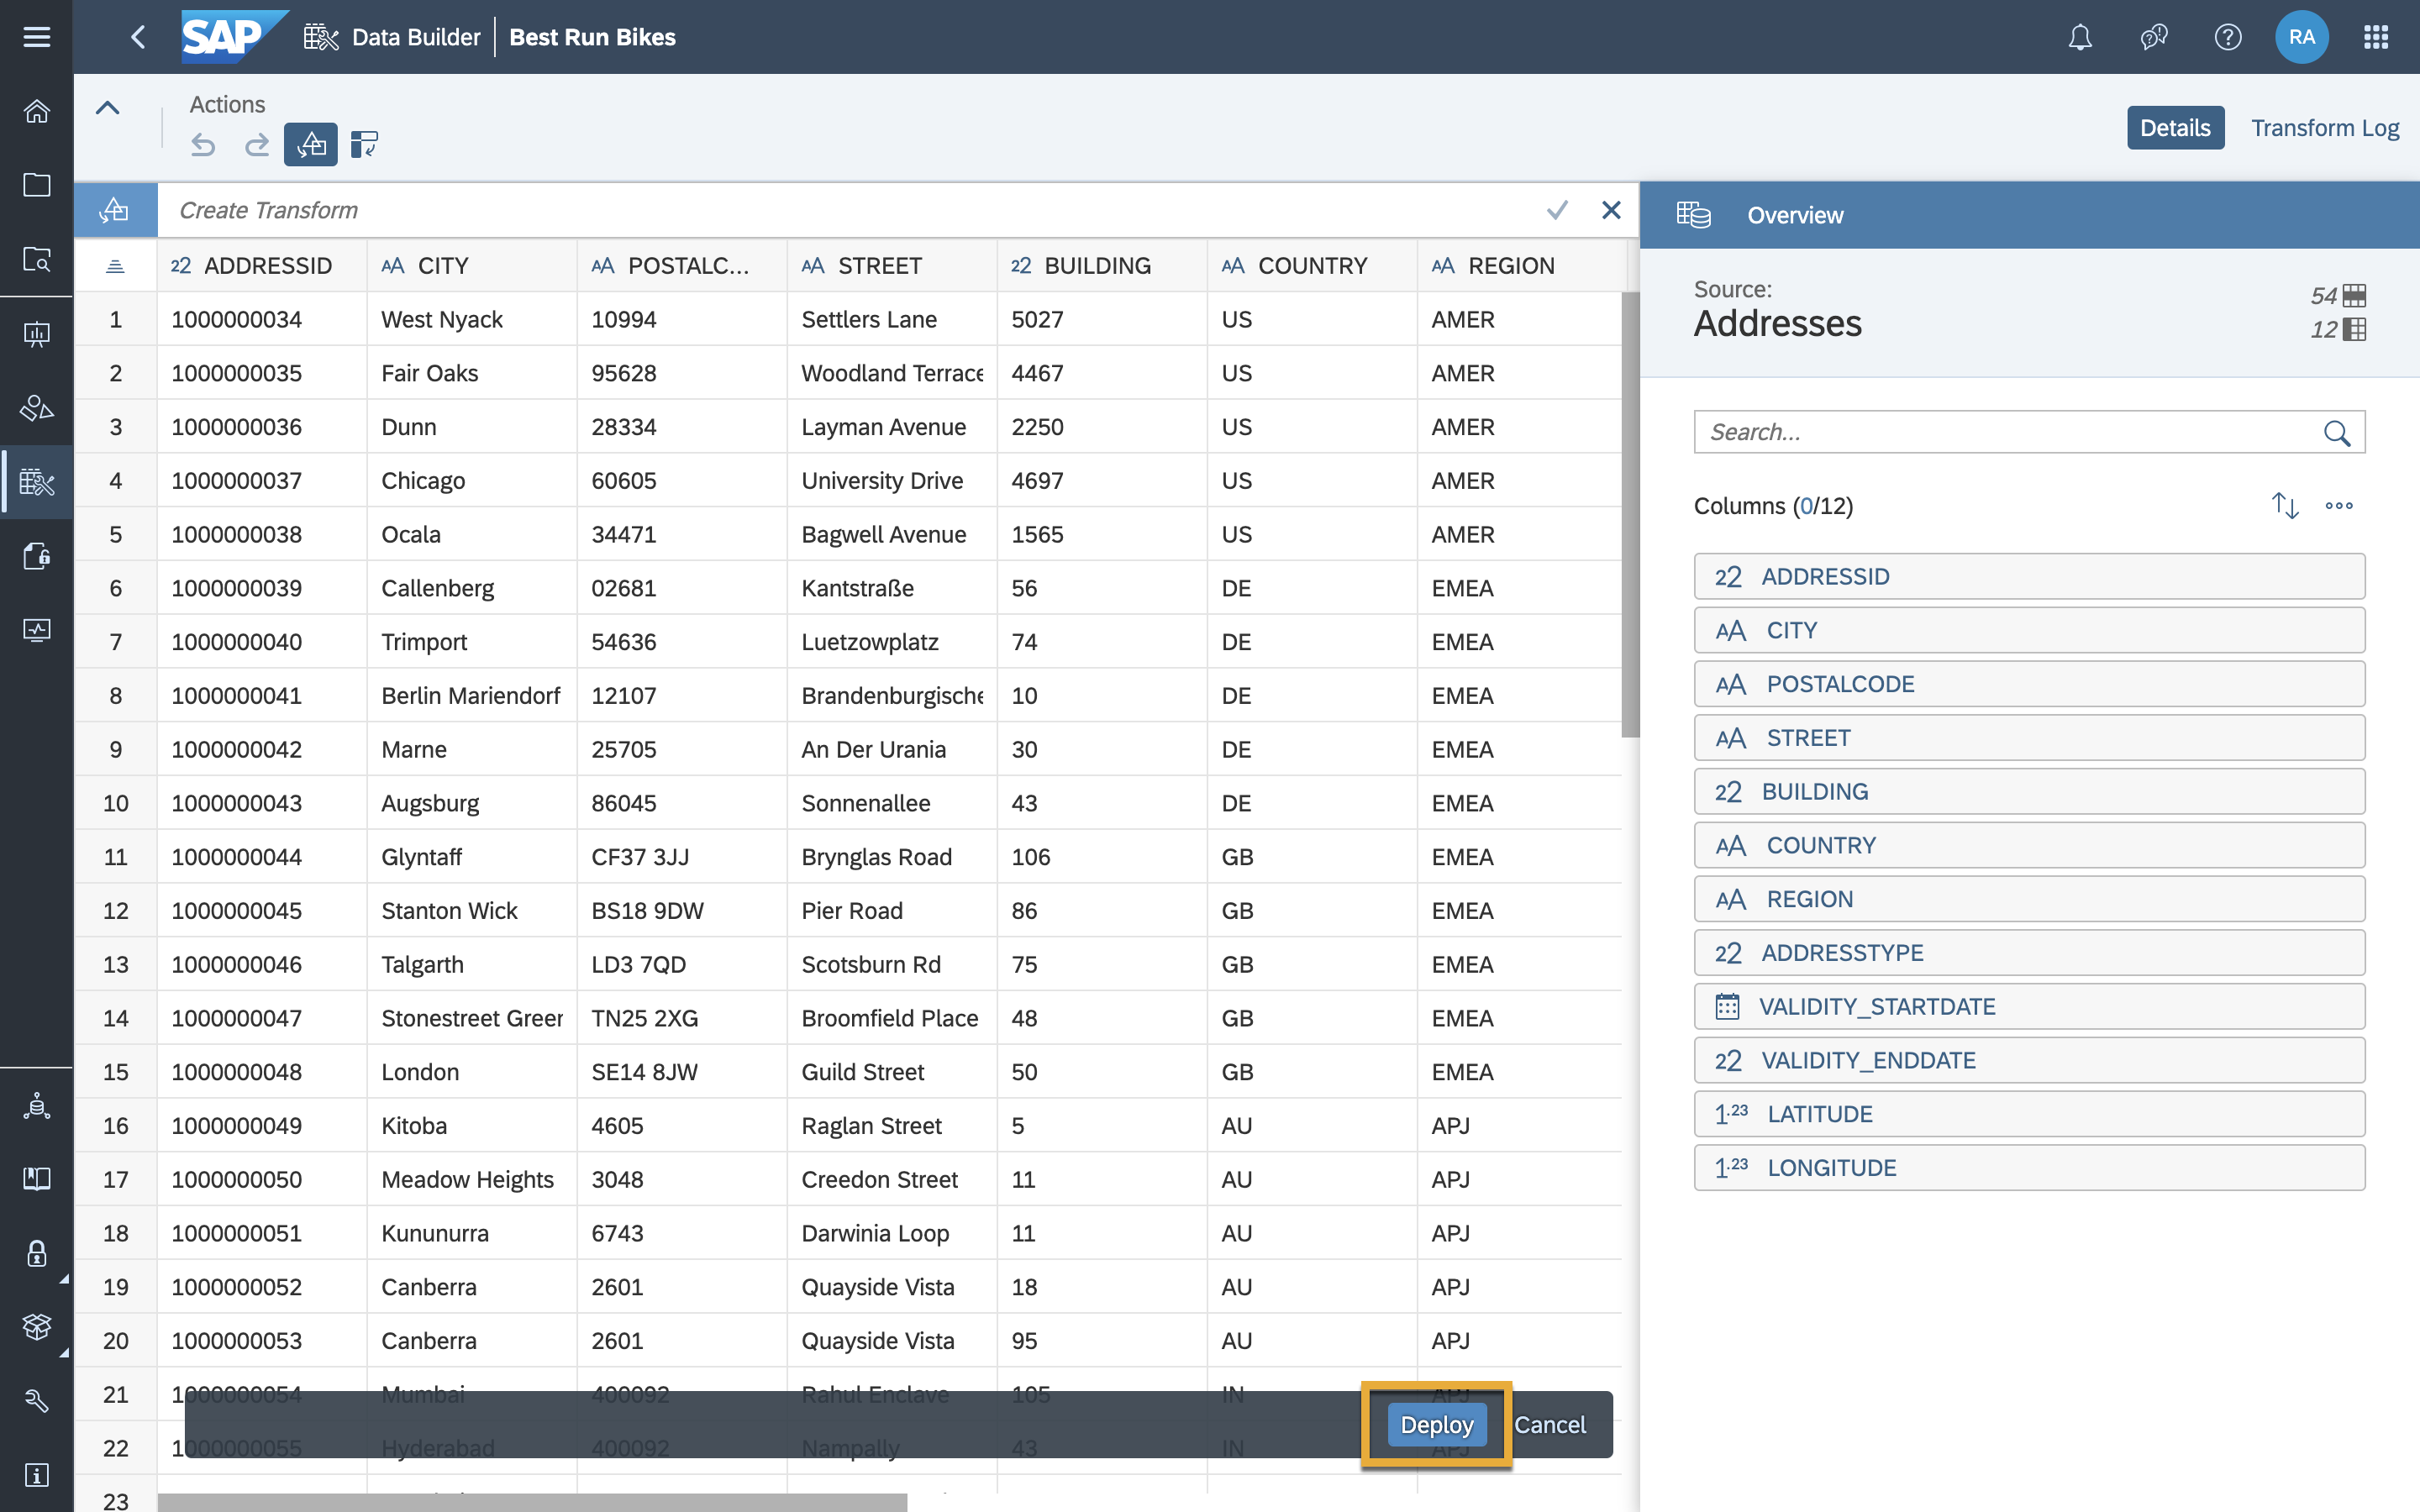 SAP Data Builder Best Run Bikes RA
Actions
Details Transform Log
Create Transform
22 ADDRESSID AA CITY AA POSTALC... AA STREET 22 BUILDING AA COUNTRY AA REGION
1 1000000034 West Nyack 10994 Settlers Lane 5027 US AMER
2 1000000035 Fair Oaks 95628 Woodland Terrace 4467 US AMER
3 1000000036 Dunn 28334 Layman Avenue 2250 US AMER
4 1000000037 Chicago 60605 University Drive 4697 US AMER
5 1000000038 Ocala 34471 Bagwell Avenue 1565 US AMER
6 1000000039 Callenberg 02681 Kantstraße 56 DE EMEA
7 1000000040 Trimport 54636 Luetzowplatz 74 DE EMEA
8 1000000041 Berlin Mariendorf 12107 Brandenburgische 10 DE EMEA
9 1000000042 Marne 25705 An Der Urania 30 DE EMEA
10 1000000043 Augsburg 86045 Sonnenallee 43 DE EMEA
11 1000000044 Glyntaff CF37 3JJ Brynglas Road 106 GB EMEA
12 1000000045 Stanton Wick BS18 9DW Pier Road 86 GB EMEA
13 1000000046 Talgarth LD3 7QD Scotsburn Rd 75 GB EMEA
14 1000000047 Stonestreet Green TN25 2XG Broomfield Place 48 GB EMEA
15 1000000048 London SE14 8JW Guild Street 50 GB EMEA
16 1000000049 Kitoba 4605 Raglan Street 5 AU APJ
17 1000000050 Meadow Heights 3048 Creedon Street 11 AU APJ
18 1000000051 Kununurra 6743 Darwinia Loop 11 AU APJ
19 1000000052 Canberra 2601 Quayside Vista 18 AU APJ
20 1000000053 Canberra 2601 Quayside Vista 95 AU APJ
21 1000000054 Mumbai 400092 Rahul Enclave 105 IN APJ
22 1000000055 Hyderabad 400092 Nampally 43 IN APJ
23
Deploy Cancel
Overview
Source:
Addresses
54
12
Search...
Columns (0/12)
22 ADDRESSID
AA CITY
AA POSTALCODE
AA STREET
22 BUILDING
AA COUNTRY
AA REGION
22 ADDRESSTYPE
VALIDITY_STARTDATE
22 VALIDITY_ENDDATE
1.23 LATITUDE
1.23 LONGITUDE